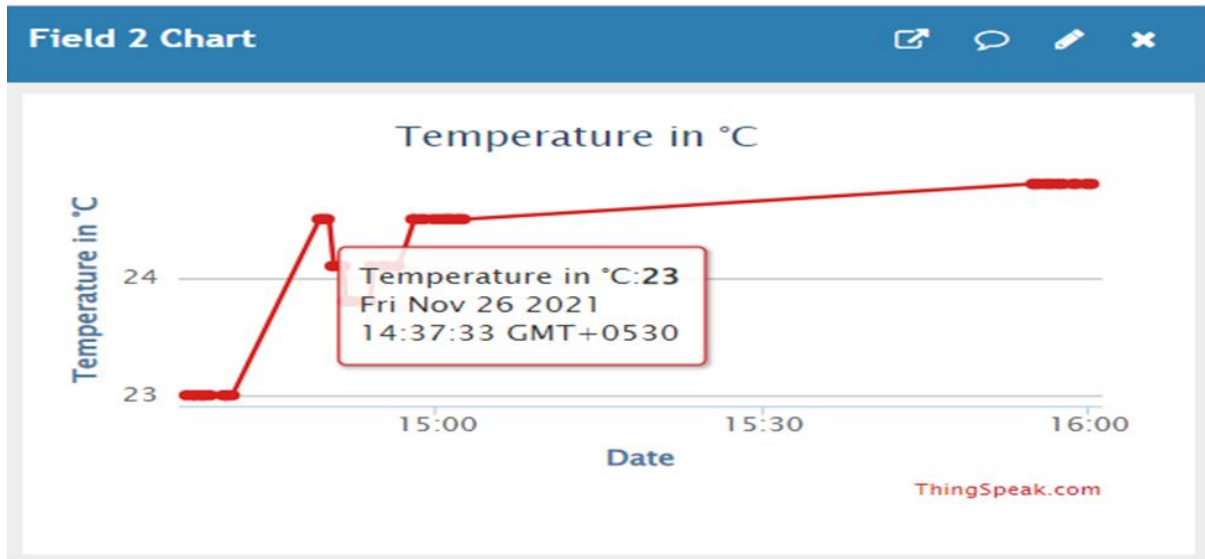 Field 2 Chart
Temperature in °C
Temperature in °C
24
23
Temperature in °C:23
Fri Nov 26 2021
14:37:33 GMT+0530
15:00
15:30
16:00
Date
ThingSpeak.com